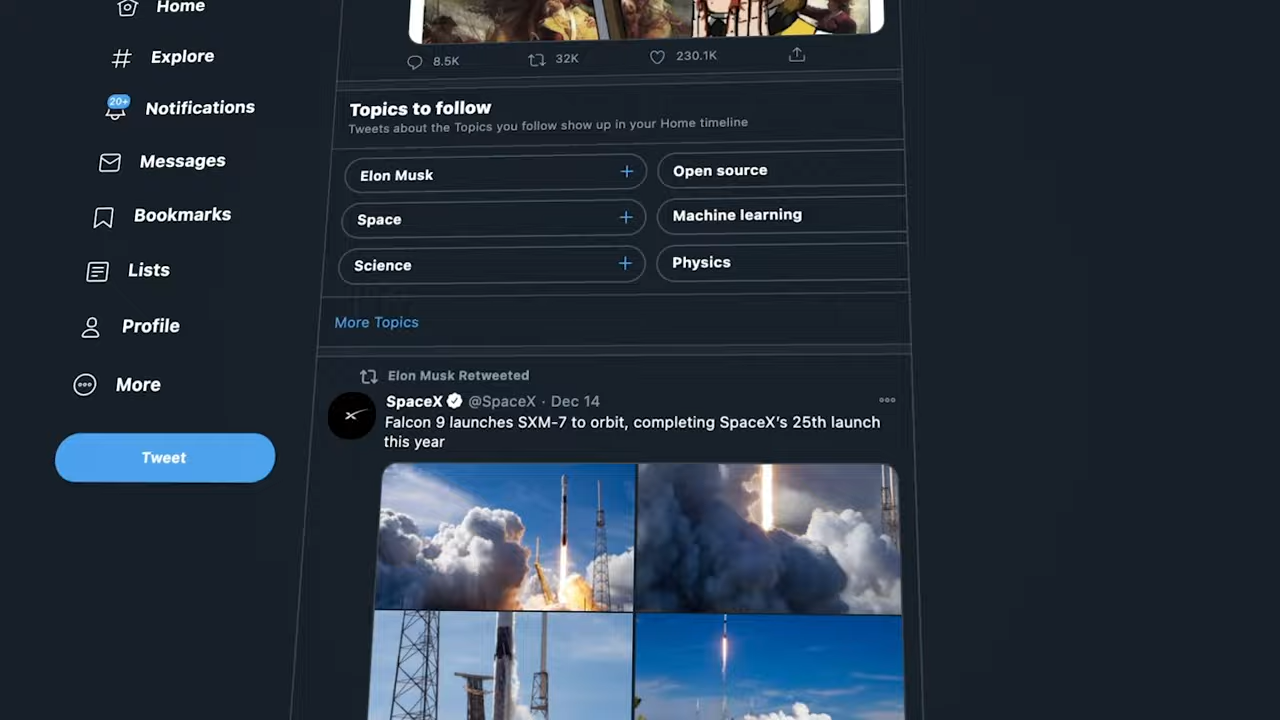 Home
Explore
20+
Notifications
Messages
Bookmarks
Lists
Profile
More
Tweet
8.5K
32K
230.1K
Topics to follow
Tweets about the Topics you follow show up in your Home timeline
Elon Musk
Open source
Space
Machine learning
Science
Physics
More Topics
Elon Musk Retweeted
SpaceX @SpaceX · Dec 14
Falcon 9 launches SXM-7 to orbit, completing SpaceX's 25th launch
this year